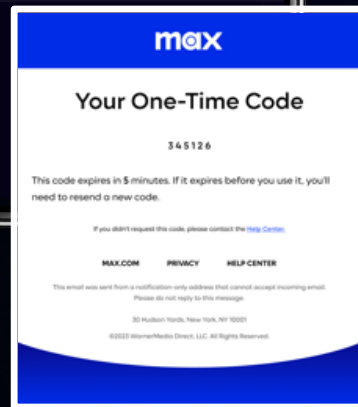 max
Your One-Time Code
345126
This code expires in 5 minutes. If it expires before you use it, you'll
need to resend a new code.
If you didn't request this code, please contact the Help Center.
MAX.COM PRIVACY HELP CENTER
This email was sent from a notification-only address that cannot accept incoming email.
Please do not reply to this message.
30 Hudson Yards, New York, NY 10001
©2023 WarnerMedia Direct, LLC. All Rights Reserved.